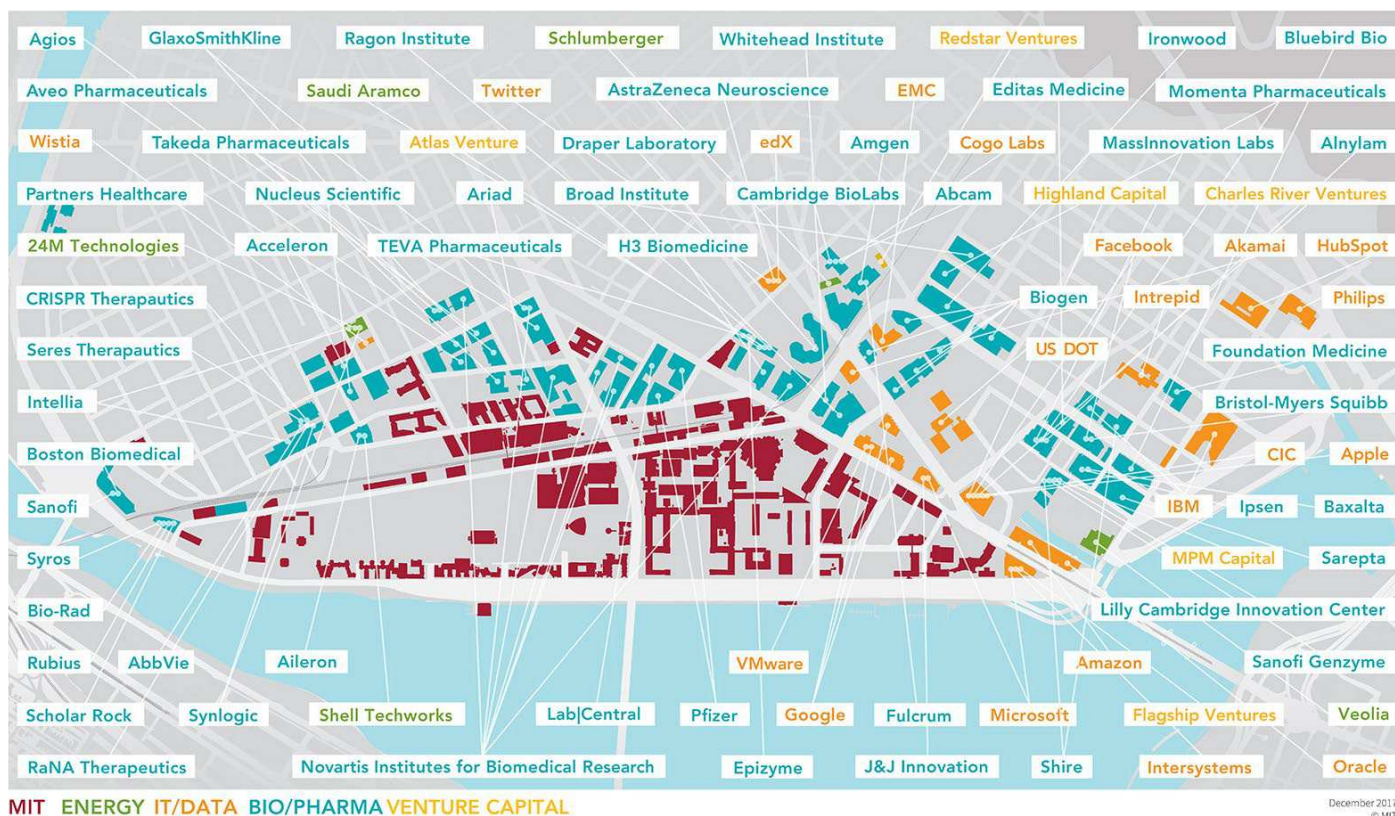 Agios GlaxoSmithKline Ragon Institute Schlumberger Whitehead Institute Redstar Ventures Ironwood Bluebird Bio
Aveo Pharmaceuticals Saudi Aramco Twitter AstraZeneca Neuroscience EMC Editas Medicine Momenta Pharmaceuticals
Wistia Takeda Pharmaceuticals Atlas Venture Draper Laboratory edX Amgen Cogo Labs MassInnovation Labs Alnylam
Partners Healthcare Nucleus Scientific Ariad Broad Institute Cambridge BioLabs Abcam Highland Capital Charles River Ventures
24M Technologies Acceleron TEVA Pharmaceuticals H3 Biomedicine Facebook Akamai HubSpot
CRISPR Therapautics Biogen Intrepid Philips
Seres Therapautics US DOT Foundation Medicine
Intellia Bristol-Myers Squibb
Boston Biomedical CIC Apple
Sanofi IBM Ipsen Baxalta
Syros MPM Capital Sarepta
Bio-Rad Lilly Cambridge Innovation Center
Rubius AbbVie Aileron VMware Amazon Sanofi Genzyme
Scholar Rock Synlogic Shell Techworks Lab|Central Pfizer Google Fulcrum Microsoft Flagship Ventures Veolia
RaNA Therapeutics Novartis Institutes for Biomedical Research Epizyme J&J Innovation Shire Intersystems Oracle
MIT ENERGY IT/DATA BIO/PHARMA VENTURE CAPITAL
December 2017
© MIT